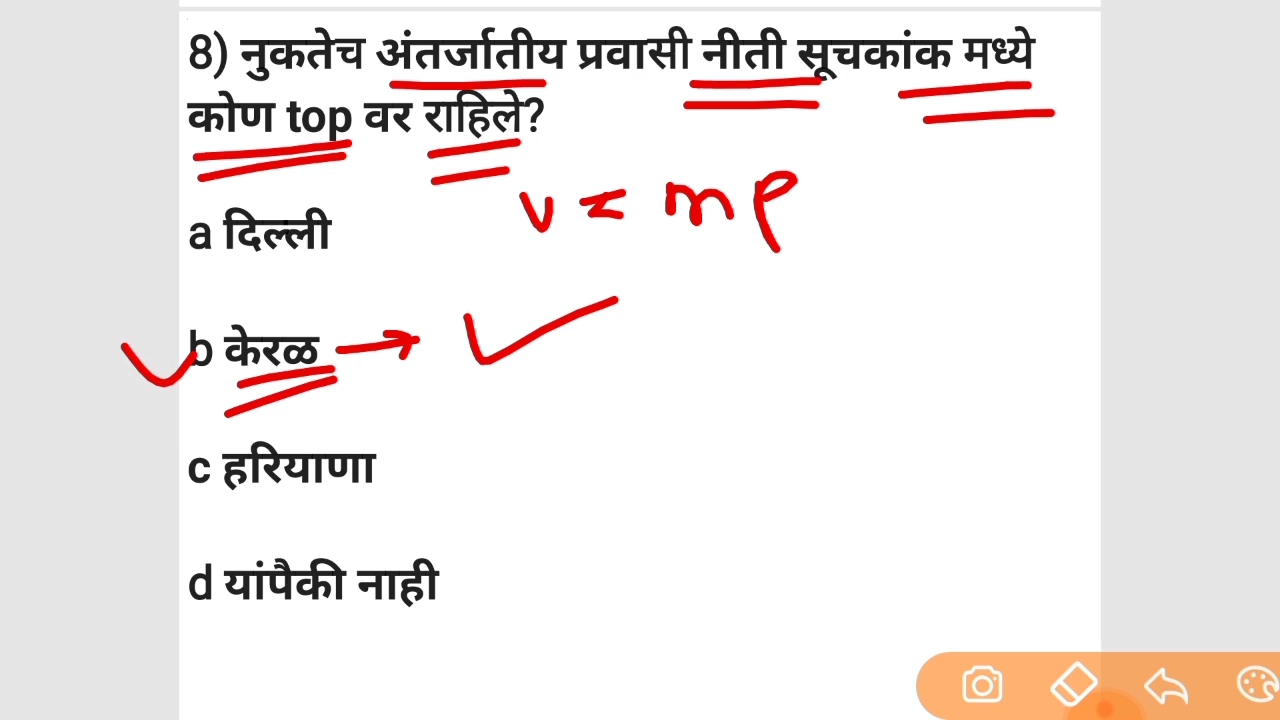 8) नुकतेच अंतर्जातीय प्रवासी नीती सूचकांक मध्ये
कोण top वर राहिले?
v < mp
a दिल्ली
b केरळ
c हरियाणा
d यांपैकी नाही